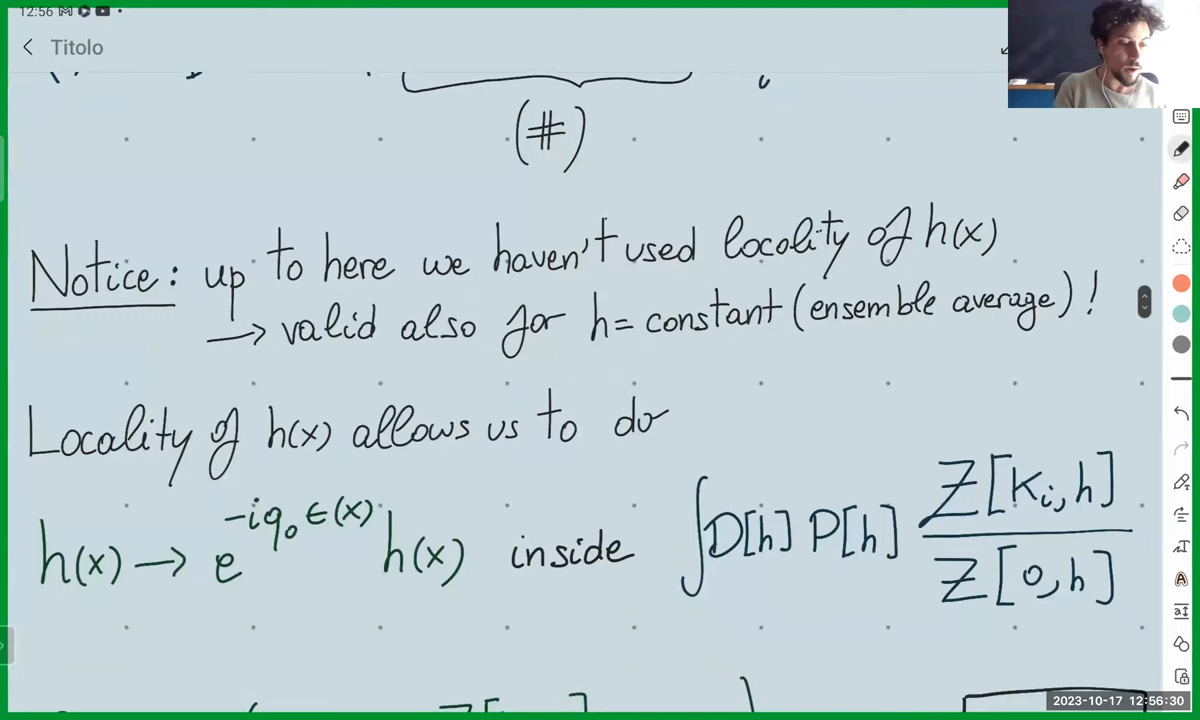 12:56
Titolo
(#)
Notice: up to here we haven't used locality of h(x)
→ valid also for h = constant (ensemble average)!
Locality of h(x) allows us to do
h(x) → e^{-iq₀ϵ(x)} h(x) inside ∫D[h] P[h] Z[Kᵢ,h] / Z[0,h]
2023-10-17 12:56:30